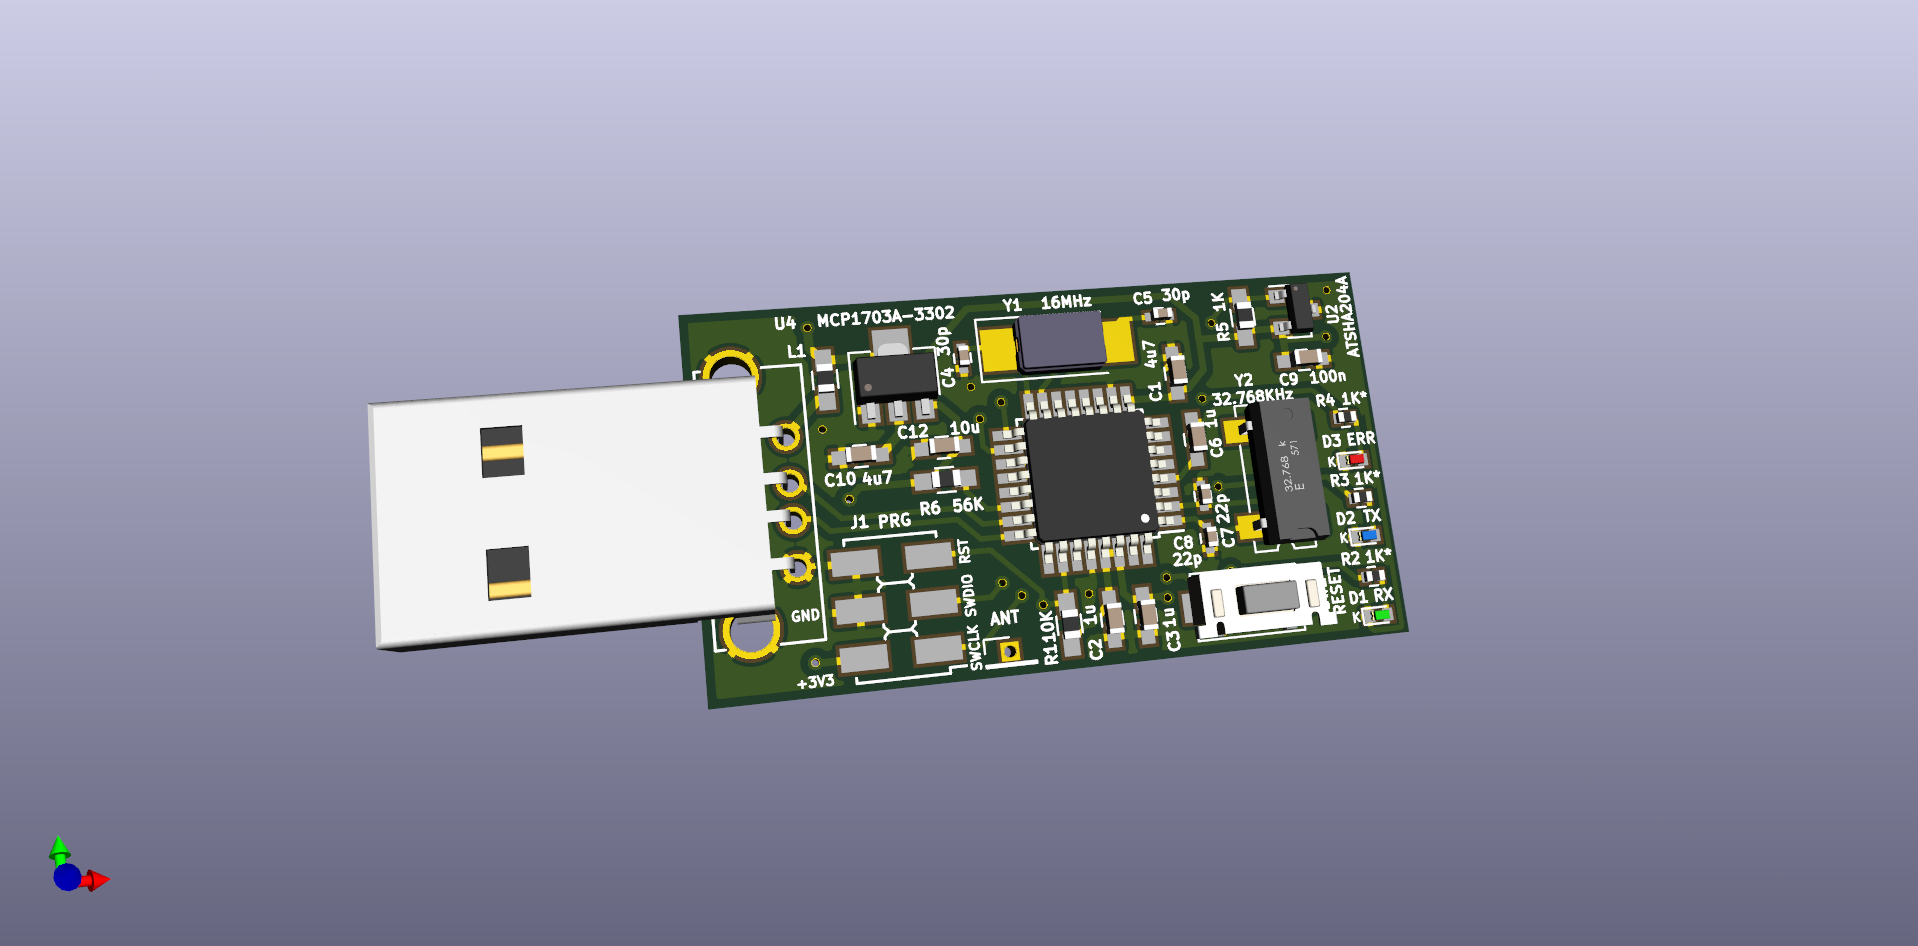 U4 MCP1703A-3302
L1
C4 30p
Y1 16MHz
C5 30p
C1 4u7
R5 1K
U2
ATSHA204A
C9 100n
Y2
32.768KHz
R4 1K*
D3 ERR
K
R3 1K*
D2 TX
K
R2 1K*
D1 RX
K
C12 10u
C10 4u7
R6 56K
C6 1u
32.768 k
571
E
C7 22p
C8
22p
J1 PRG
RST
SWDIO
SWCLK
GND
+3V3
ANT
R1 10K
C2 1u
C3 1u
RESET